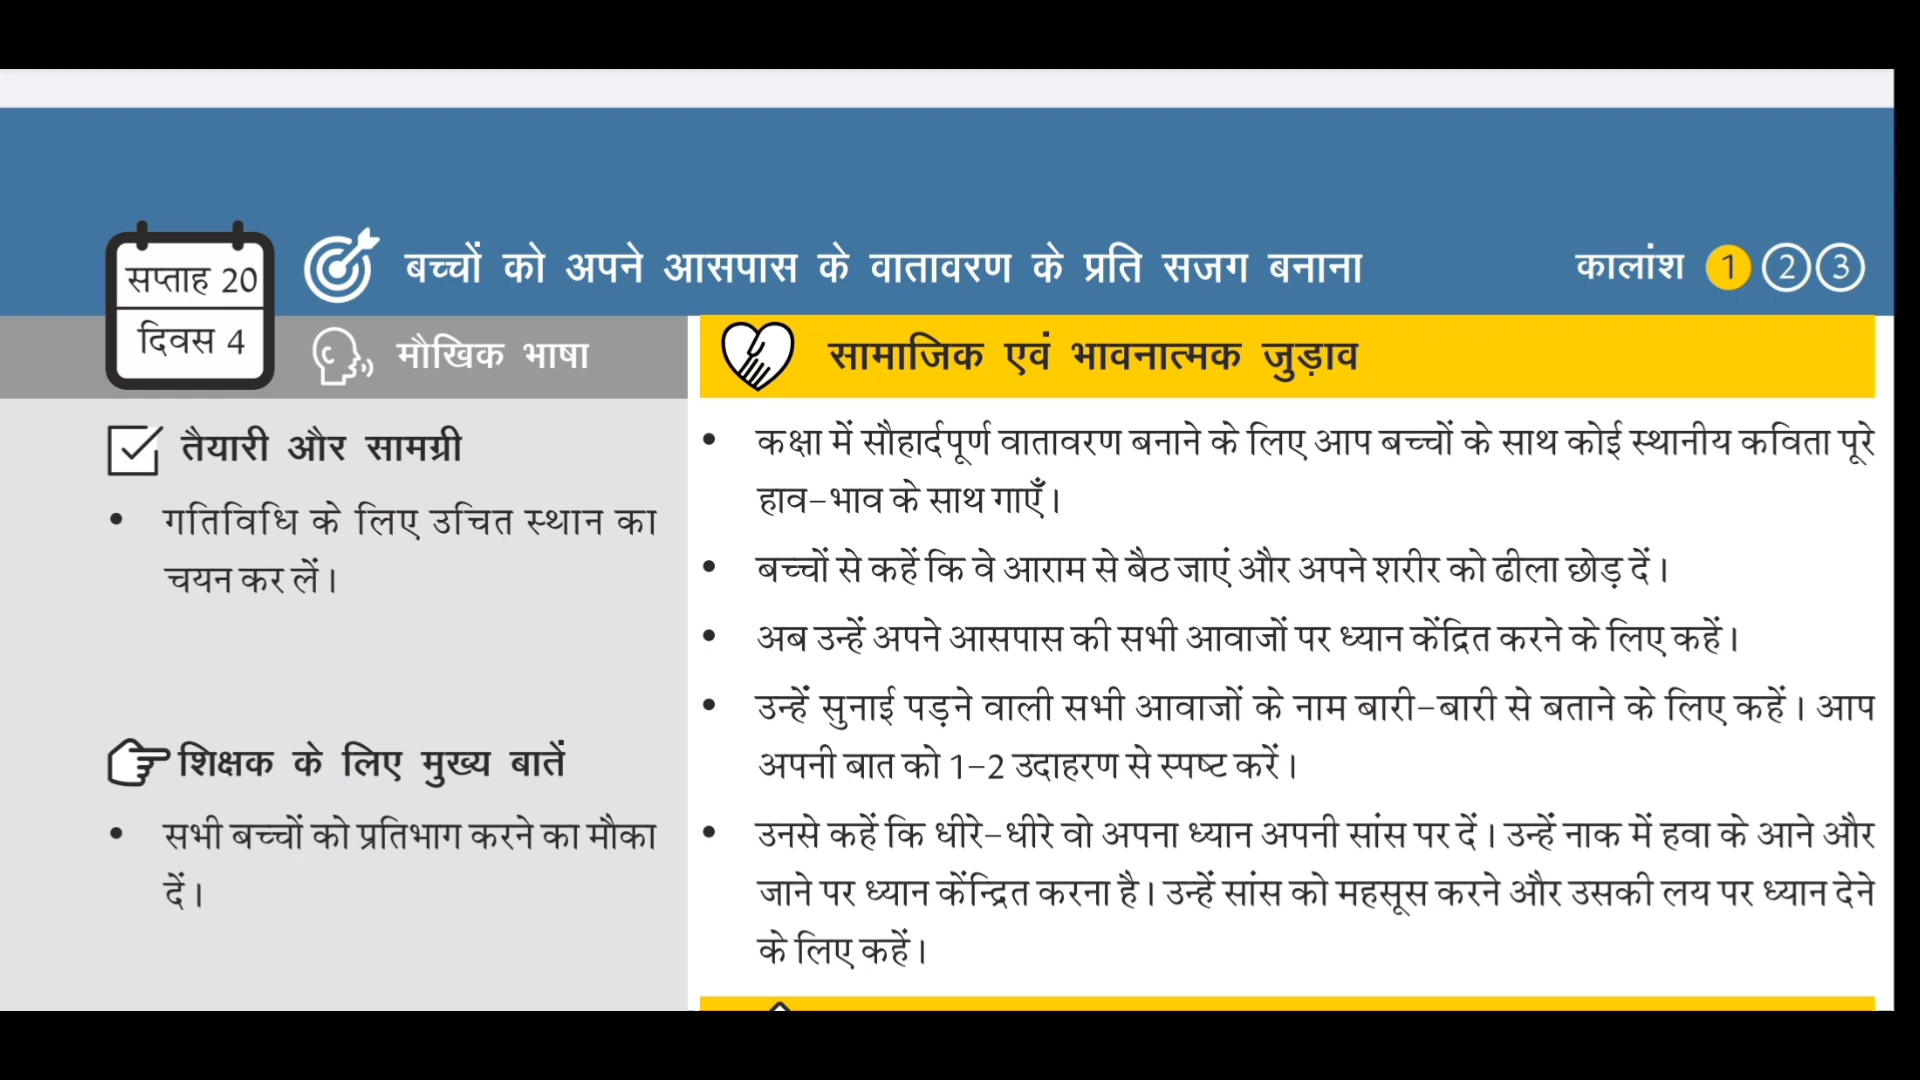 सप्ताह 20
दिवस 4
बच्चों को अपने आसपास के वातावरण के प्रति सजग बनाना
कालांश 1 2 3
मौखिक भाषा
तैयारी और सामग्री
• गतिविधि के लिए उचित स्थान का
चयन कर लें।
शिक्षक के लिए मुख्य बातें
• सभी बच्चों को प्रतिभाग करने का मौका
दें।
सामाजिक एवं भावनात्मक जुड़ाव
• कक्षा में सौहार्दपूर्ण वातावरण बनाने के लिए आप बच्चों के साथ कोई स्थानीय कविता पूरे
हाव-भाव के साथ गाएँ।
• बच्चों से कहें कि वे आराम से बैठ जाएं और अपने शरीर को ढीला छोड़ दें।
• अब उन्हें अपने आसपास की सभी आवाजों पर ध्यान केंद्रित करने के लिए कहें।
• उन्हें सुनाई पड़ने वाली सभी आवाजों के नाम बारी-बारी से बताने के लिए कहें। आप
अपनी बात को 1-2 उदाहरण से स्पष्ट करें।
• उनसे कहें कि धीरे-धीरे वो अपना ध्यान अपनी सांस पर दें। उन्हें नाक में हवा के आने और
जाने पर ध्यान केंन्द्रित करना है। उन्हें सांस को महसूस करने और उसकी लय पर ध्यान देने
के लिए कहें।